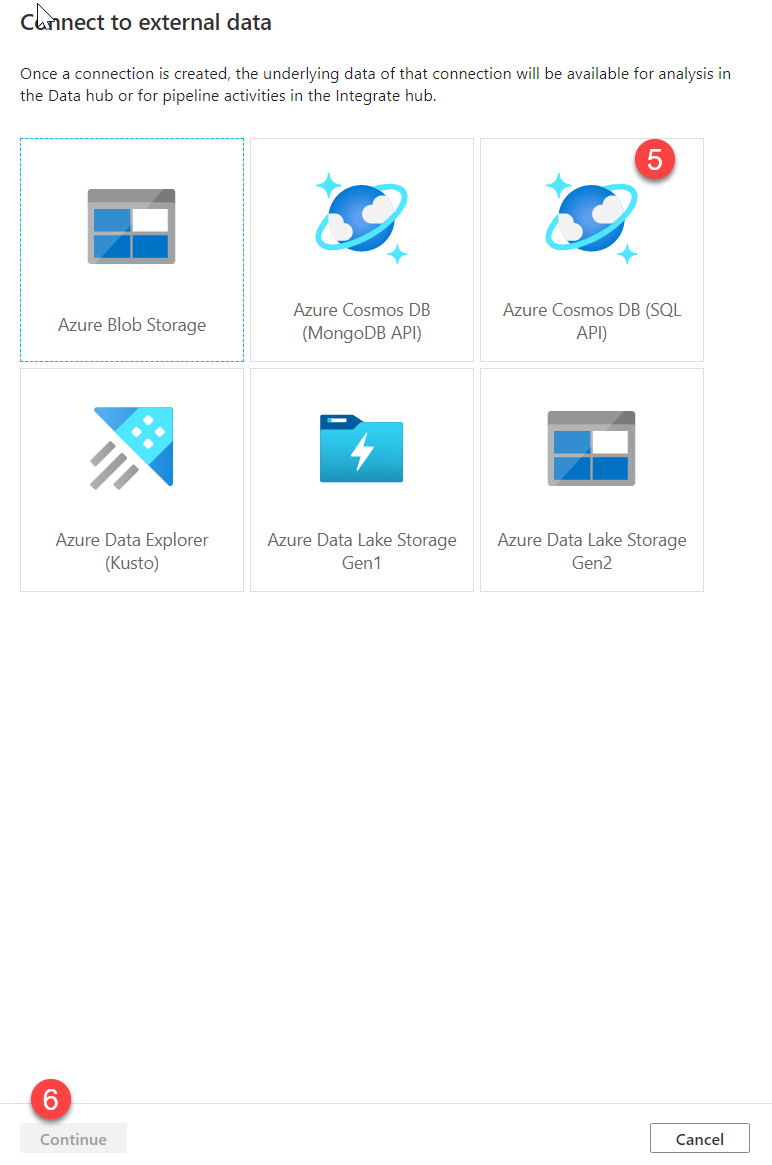 Connect to external data
Once a connection is created, the underlying data of that connection will be available for analysis in
the Data hub or for pipeline activities in the Integrate hub.
5
Azure Blob Storage
Azure Cosmos DB
(MongoDB API)
Azure Cosmos DB (SQL
API)
Azure Data Explorer
(Kusto)
Azure Data Lake Storage
Gen1
Azure Data Lake Storage
Gen2
6
Continue
Cancel